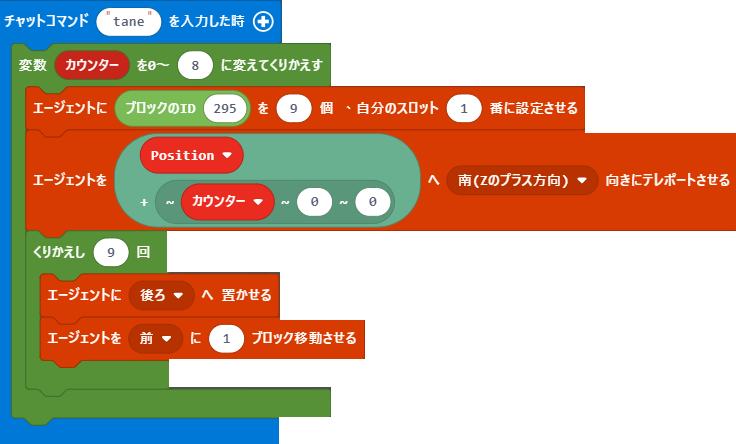 チャットコマンド "tane" を入力した時
変数 カウンター を0～ 8 に変えてくりかえす
エージェントに ブロックのID 295 を 9 個 、自分のスロット 1 番に設定させる
Position
エージェントを へ 南(Zのプラス方向) 向きにテレポートさせる
+ ~ カウンター ~ 0 ~ 0
くりかえし 9 回
エージェントに 後ろ へ 置かせる
エージェントを 前 に 1 ブロック移動させる